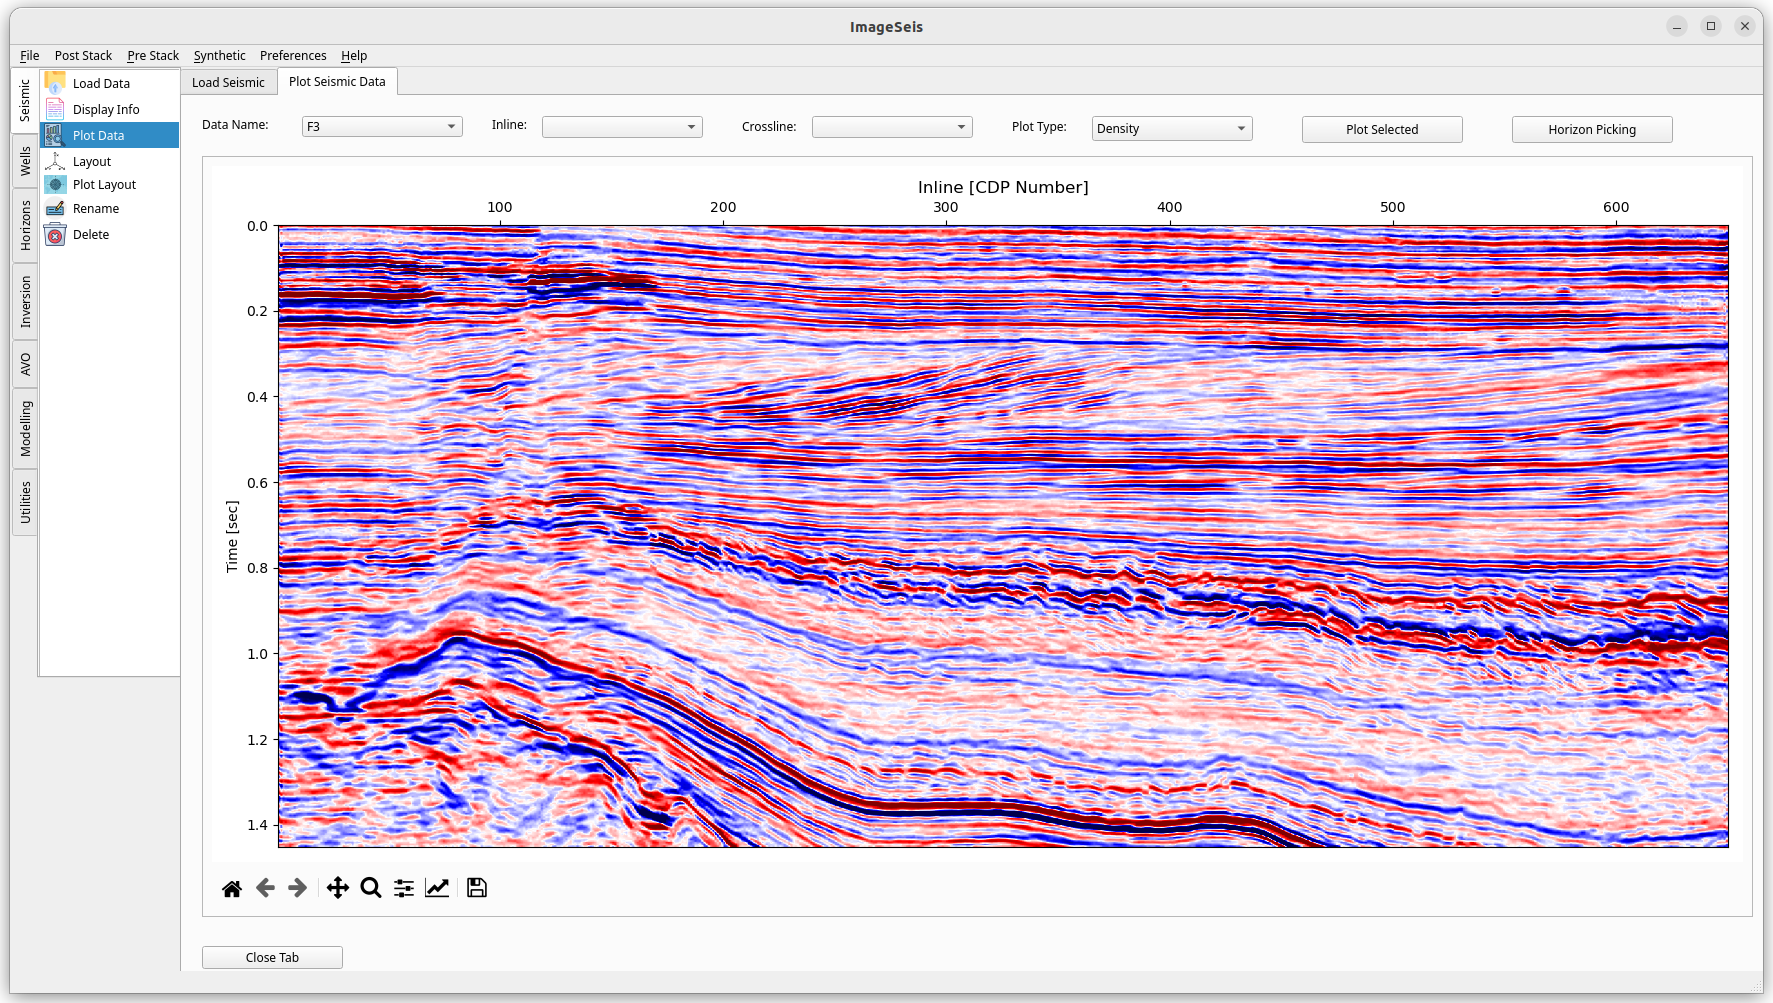 ImageSeis
File Post Stack Pre Stack Synthetic Preferences Help
Seismic
Wells
Horizons
Inversion
AVO
Modelling
Utilities
Load Data
Display Info
Plot Data
Layout
Plot Layout
Rename
Delete
Load Seismic Plot Seismic Data
Data Name: F3 Inline: Crossline: Plot Type: Density Plot Selected Horizon Picking
Inline [CDP Number]
100 200 300 400 500 600
Time [sec]
0.0
0.2
0.4
0.6
0.8
1.0
1.2
1.4
Close Tab